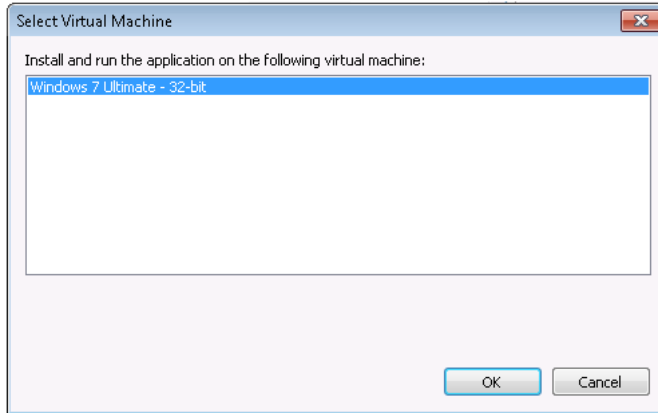 Select Virtual Machine
Install and run the application on the following virtual machine:
Windows 7 Ultimate - 32-bit
OK
Cancel